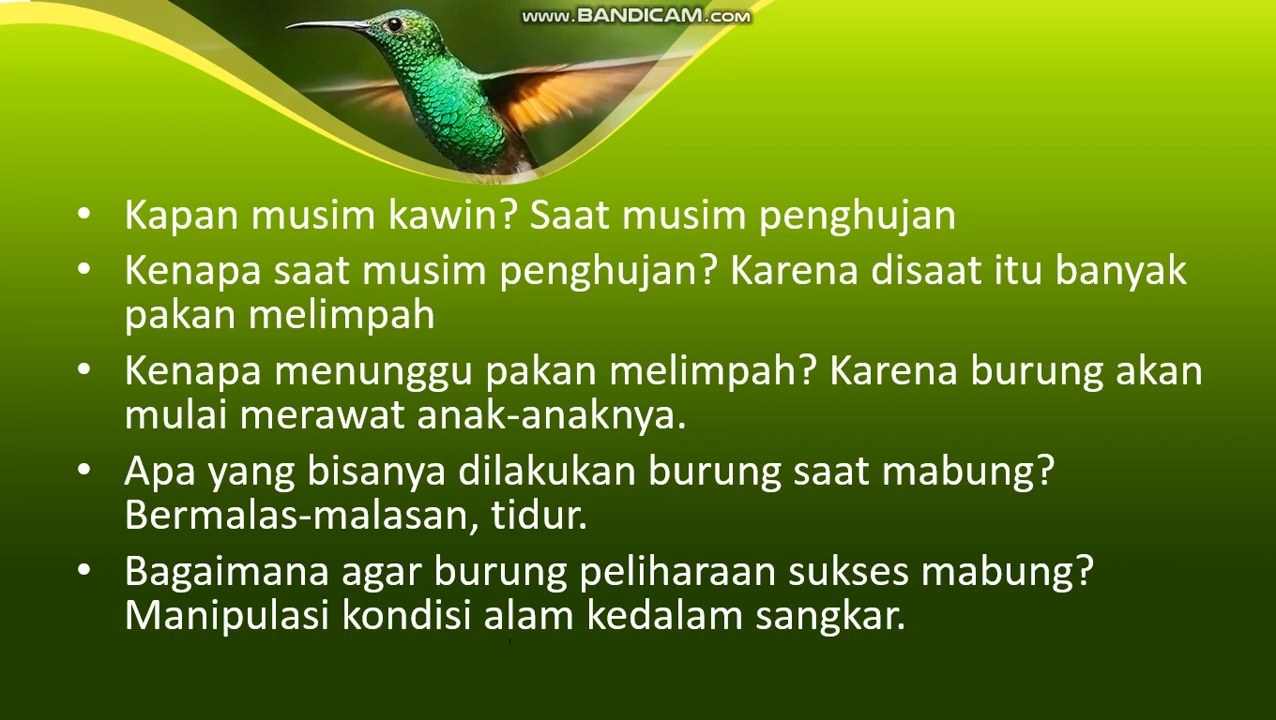 www.BANDICAM.com
• Kapan musim kawin? Saat musim penghujan
• Kenapa saat musim penghujan? Karena disaat itu banyak
pakan melimpah
• Kenapa menunggu pakan melimpah? Karena burung akan
mulai merawat anak-anaknya.
• Apa yang bisanya dilakukan burung saat mabung?
Bermalas-malasan, tidur.
• Bagaimana agar burung peliharaan sukses mabung?
Manipulasi kondisi alam kedalam sangkar.